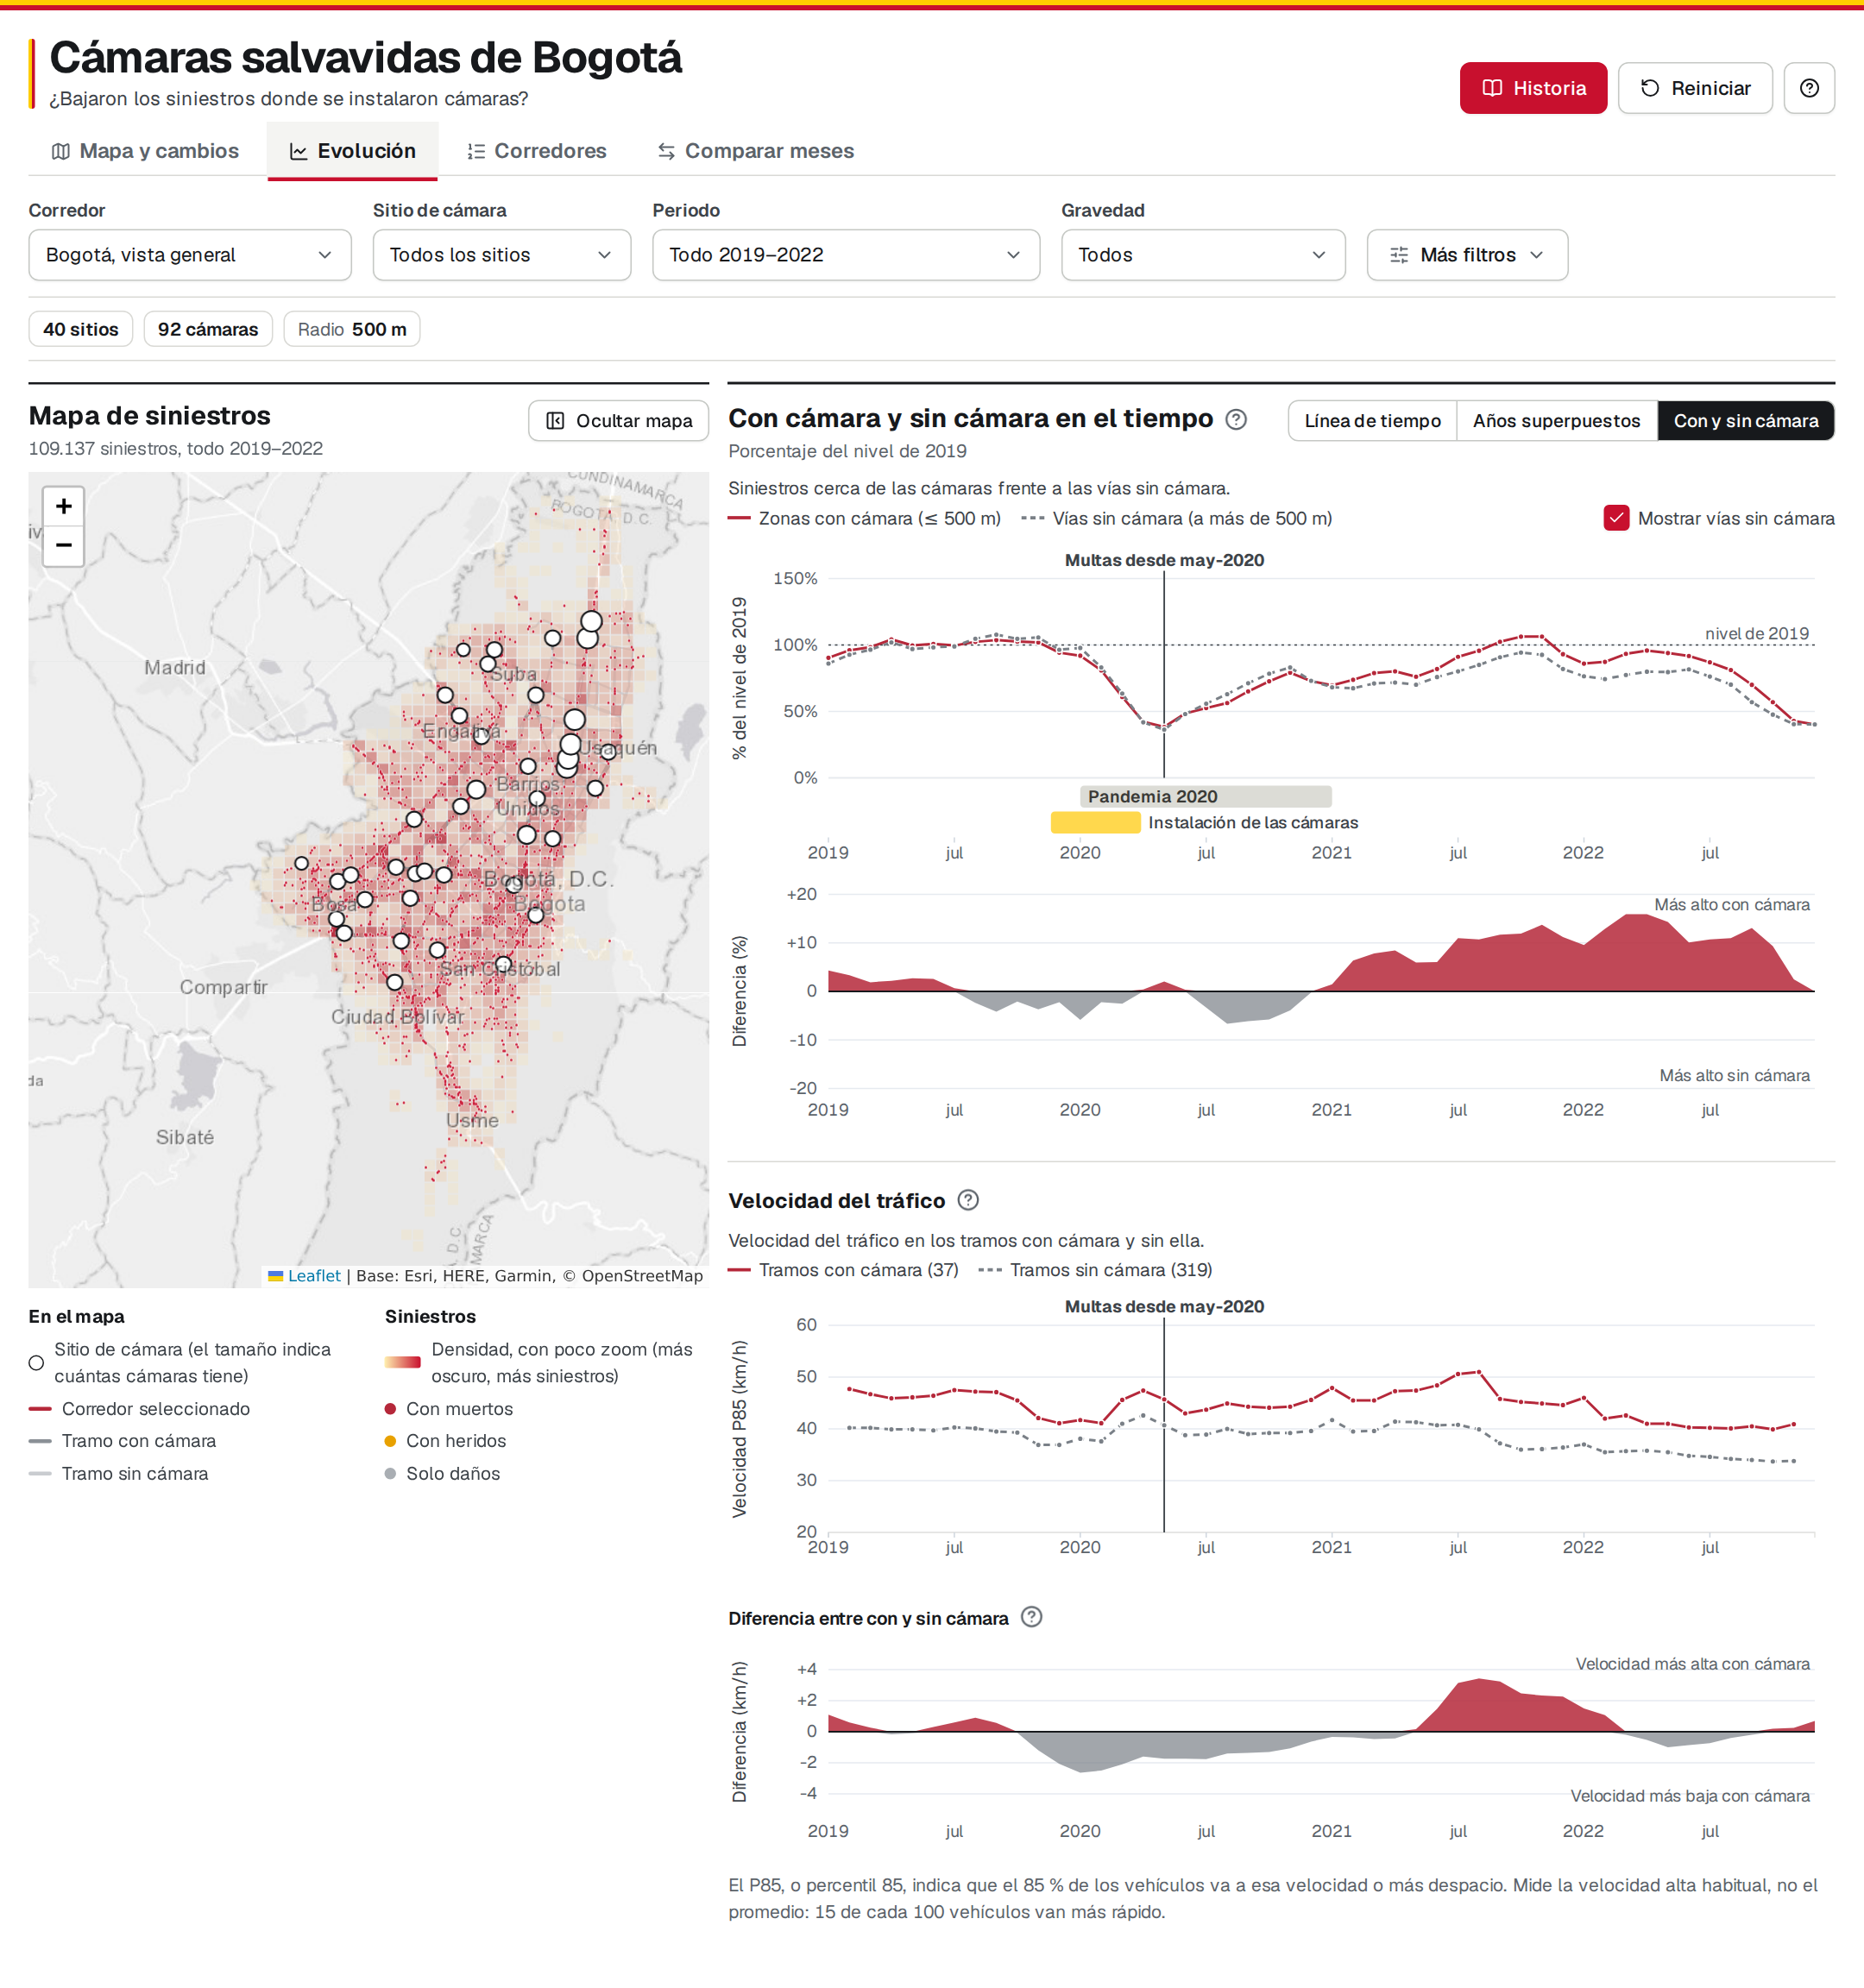 Cámaras salvavidas de Bogotá
¿Bajaron los siniestros donde se instalaron cámaras?
Historia
Reiniciar
Mapa y cambios
Evolución
Corredores
Comparar meses
Corredor
Sitio de cámara
Periodo
Gravedad
Bogotá, vista general
Todos los sitios
Todo 2019–2022
Todos
Más filtros
40 sitios
92 cámaras
Radio 500 m
Mapa de siniestros
109.137 siniestros, todo 2019–2022
Ocultar mapa
+
−
CUNDINAMARCA
BOGOTÁ, D.C.
Madrid
Suba
Engativá
Usaquén
Barrios
Unidos
Bogotá, D.C.
Bogota
Bosa
San Cristóbal
Compartir
Ciudad Bolívar
da
Sibaté
Usme
D.C.
MARCA
Leaflet | Base: Esri, HERE, Garmin, © OpenStreetMap
En el mapa
Sitio de cámara (el tamaño indica
cuántas cámaras tiene)
Corredor seleccionado
Tramo con cámara
Tramo sin cámara
Siniestros
Densidad, con poco zoom (más
oscuro, más siniestros)
Con muertos
Con heridos
Solo daños
Con cámara y sin cámara en el tiempo
Línea de tiempo
Años superpuestos
Con y sin cámara
Porcentaje del nivel de 2019
Siniestros cerca de las cámaras frente a las vías sin cámara.
Zonas con cámara (≤ 500 m)
Vías sin cámara (a más de 500 m)
Mostrar vías sin cámara
Multas desde may-2020
% del nivel de 2019
150%
100%
50%
0%
nivel de 2019
Pandemia 2020
Instalación de las cámaras
2019 jul 2020 jul 2021 jul 2022 jul
Diferencia (%)
+20
+10
0
-10
-20
Más alto con cámara
Más alto sin cámara
2019 jul 2020 jul 2021 jul 2022 jul
Velocidad del tráfico
Velocidad del tráfico en los tramos con cámara y sin ella.
Tramos con cámara (37)
Tramos sin cámara (319)
Multas desde may-2020
Velocidad P85 (km/h)
60
50
40
30
20
2019 jul 2020 jul 2021 jul 2022 jul
Diferencia entre con y sin cámara
Diferencia (km/h)
+4
+2
0
-2
-4
Velocidad más alta con cámara
Velocidad más baja con cámara
2019 jul 2020 jul 2021 jul 2022 jul
El P85, o percentil 85, indica que el 85 % de los vehículos va a esa velocidad o más despacio. Mide la velocidad alta habitual, no el
promedio: 15 de cada 100 vehículos van más rápido.